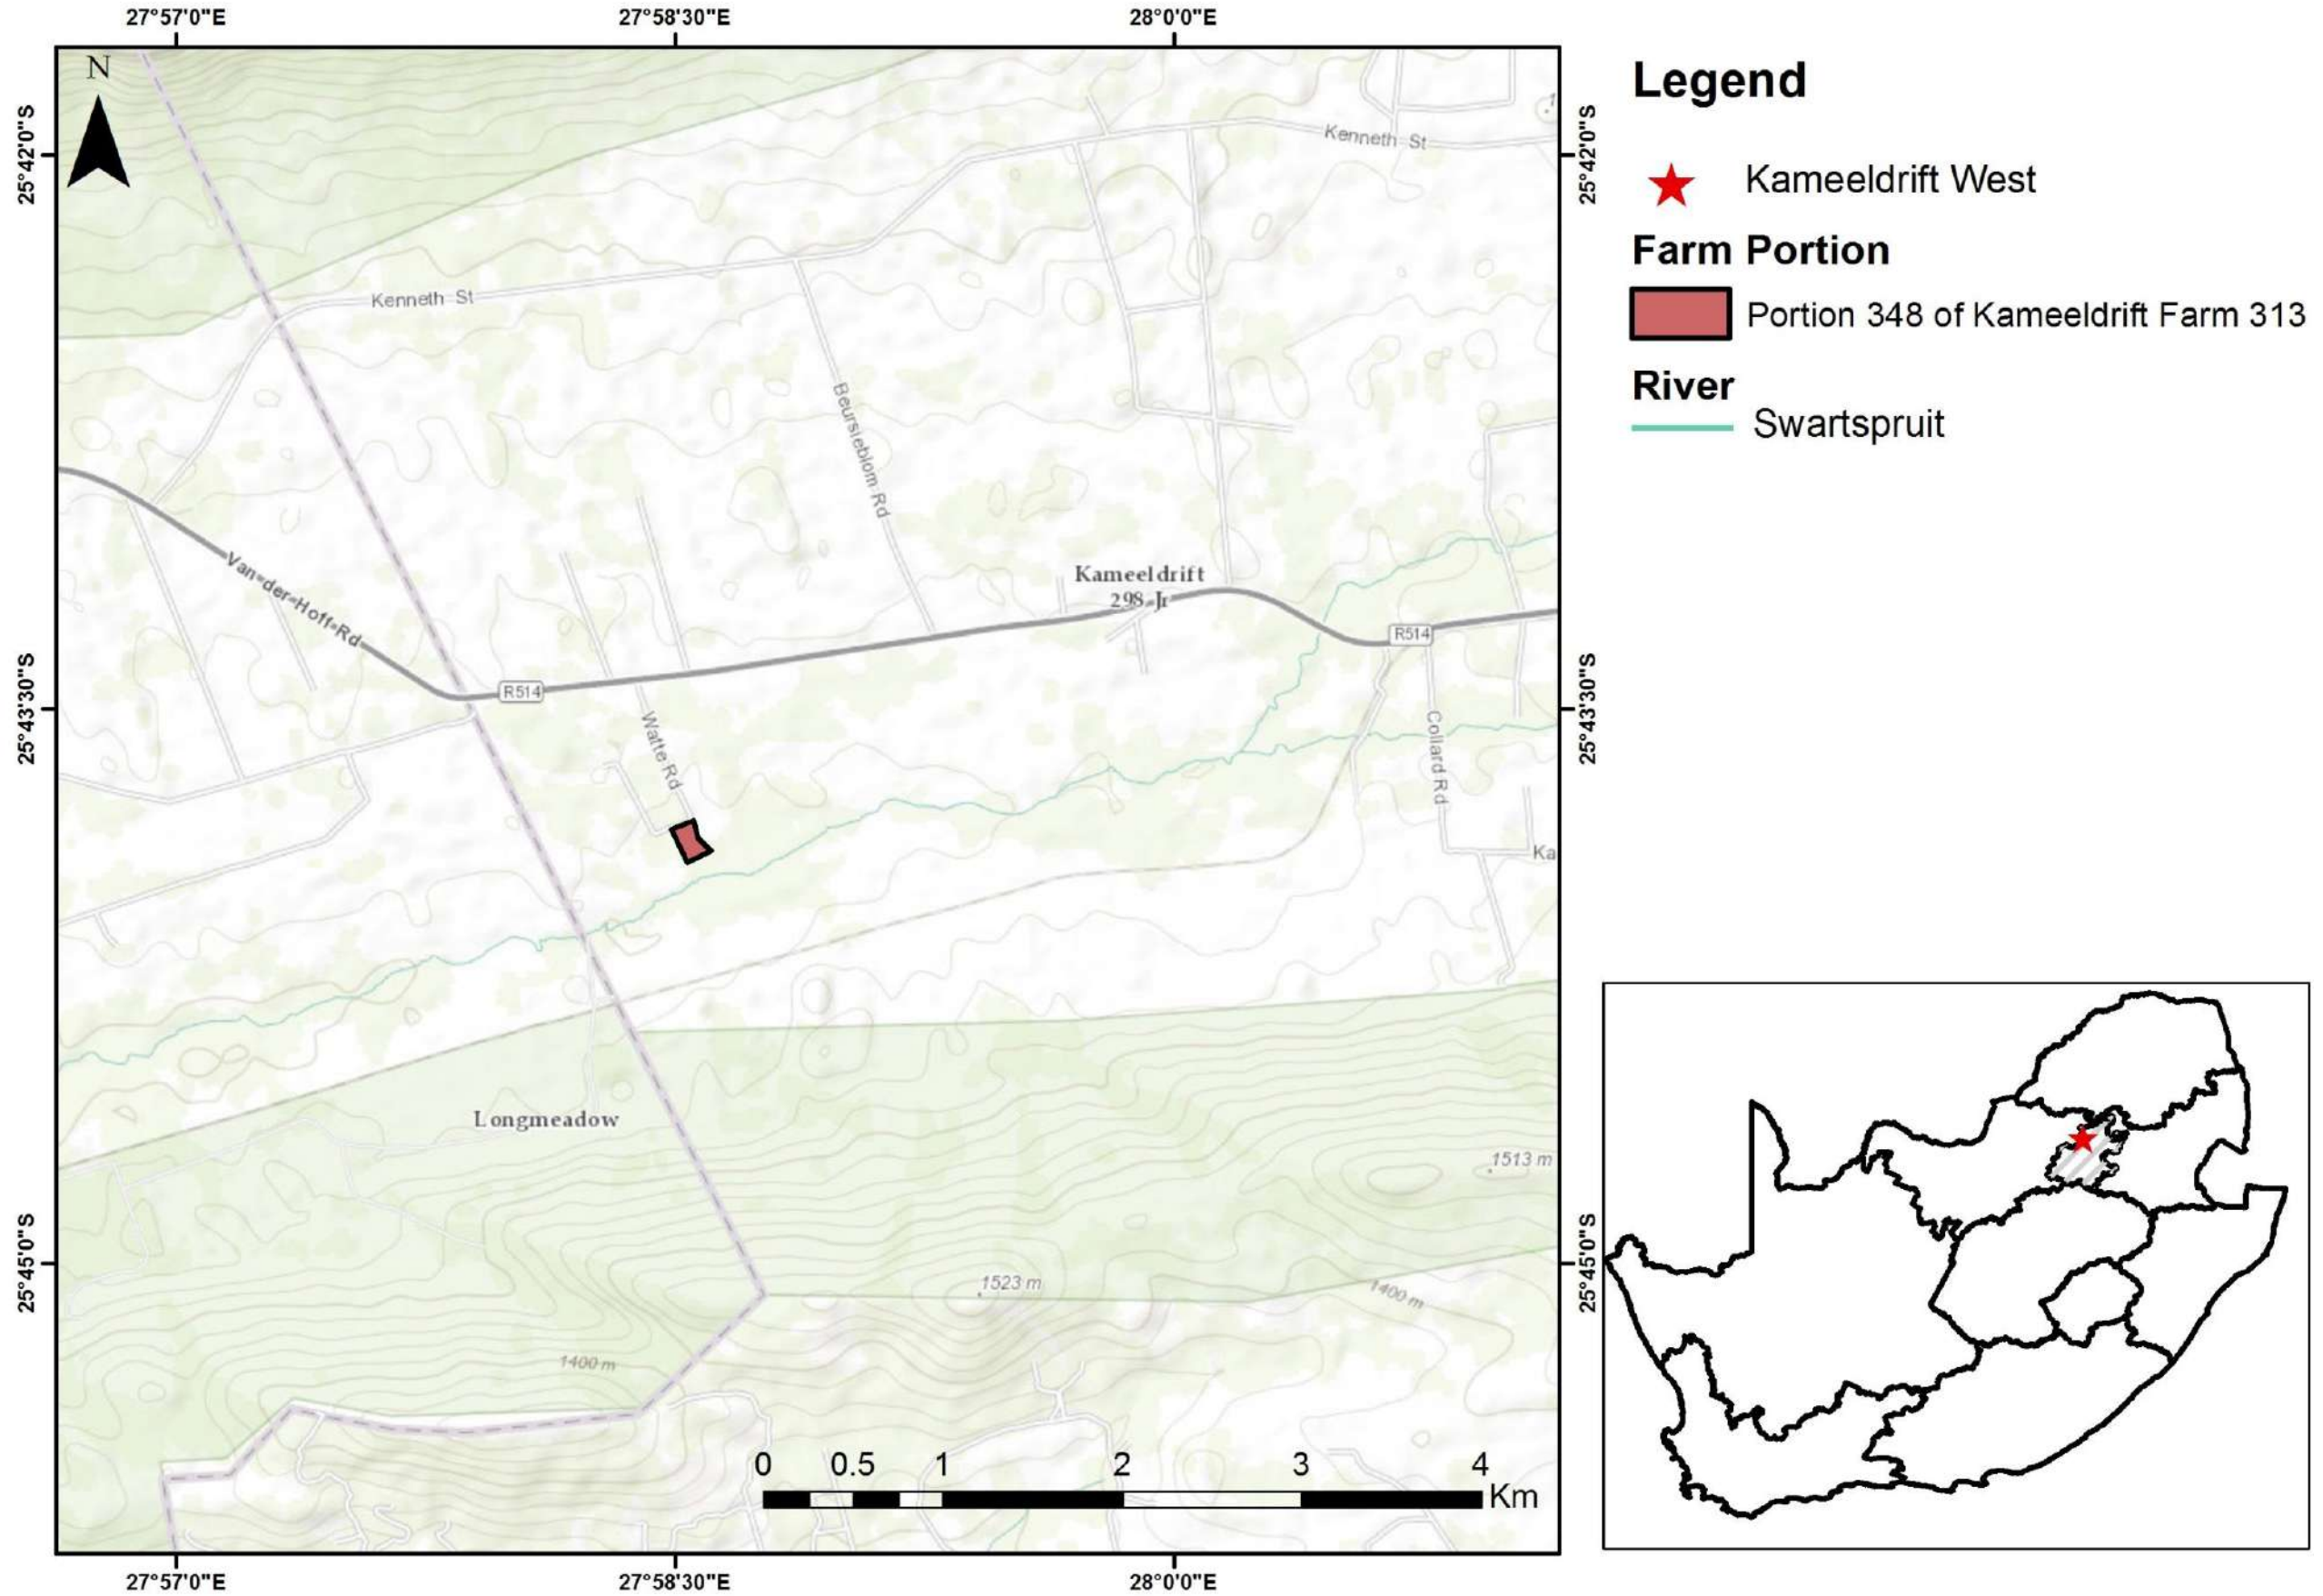 27°57'0"E
27°58'30"E
28°0'0"E
N
25°42'0"S
25°42'0"S
Kenneth St
Kenneth St
Beursieblom Rd
Van-der-Hoff-Rd
Kameeldrift
298-Jr
R514
R514
25°43'30"S
25°43'30"S
Watte Rd
Collard Rd
Ka
Longmeadow
1513 m
25°45'0"S
25°45'0"S
1523 m
1400 m
1400 m
0 0.5 1 2 3 4
Km
27°57'0"E
27°58'30"E
28°0'0"E
Legend
Kameeldrift West
Farm Portion
Portion 348 of Kameeldrift Farm 313
River
Swartspruit